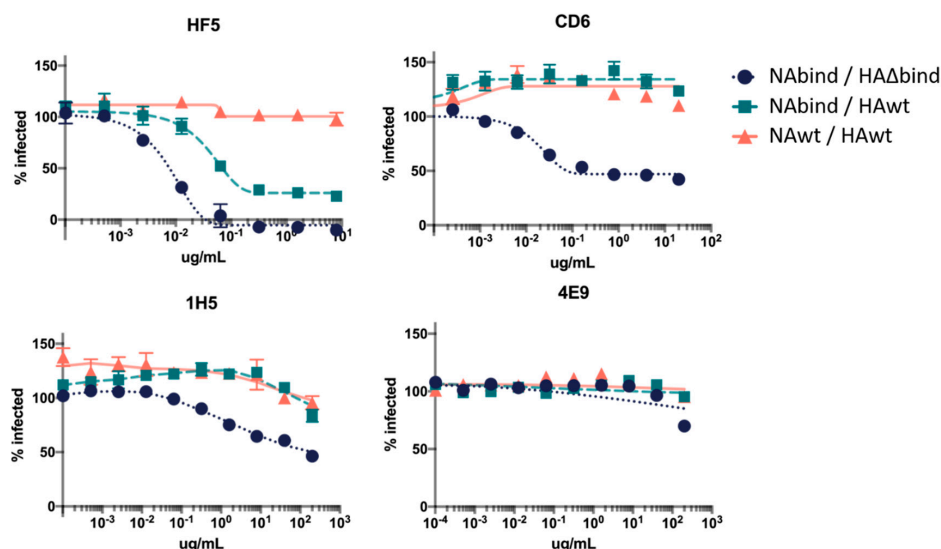 HF5
150
100
50
0
% infected
10-3 10-2 10-1 100 101
ug/mL
CD6
150
100
50
0
% infected
10-3 10-2 10-1 100 101 102
ug/mL
NAbind / HAΔbind
NAbind / HAwt
NAwt / HAwt
1H5
150
100
50
0
% infected
10-3 10-2 10-1 100 101 102 103
ug/mL
4E9
150
100
50
0
% infected
10-4 10-3 10-2 10-1 100 101 102 103
ug/mL